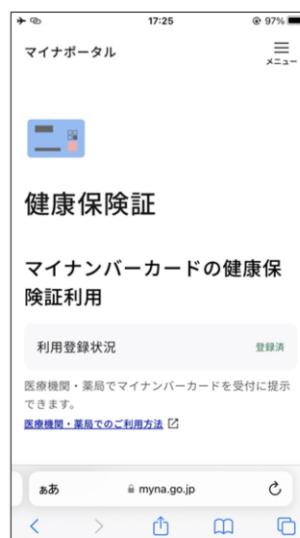 17:25
97%
マイナポータル
メニュー
健康保険証
マイナンバーカードの健康保
険証利用
利用登録状況 登録済
医療機関・薬局でマイナンバーカードを受付に提示
できます。
医療機関・薬局でのご利用方法
ああ myna.go.jp